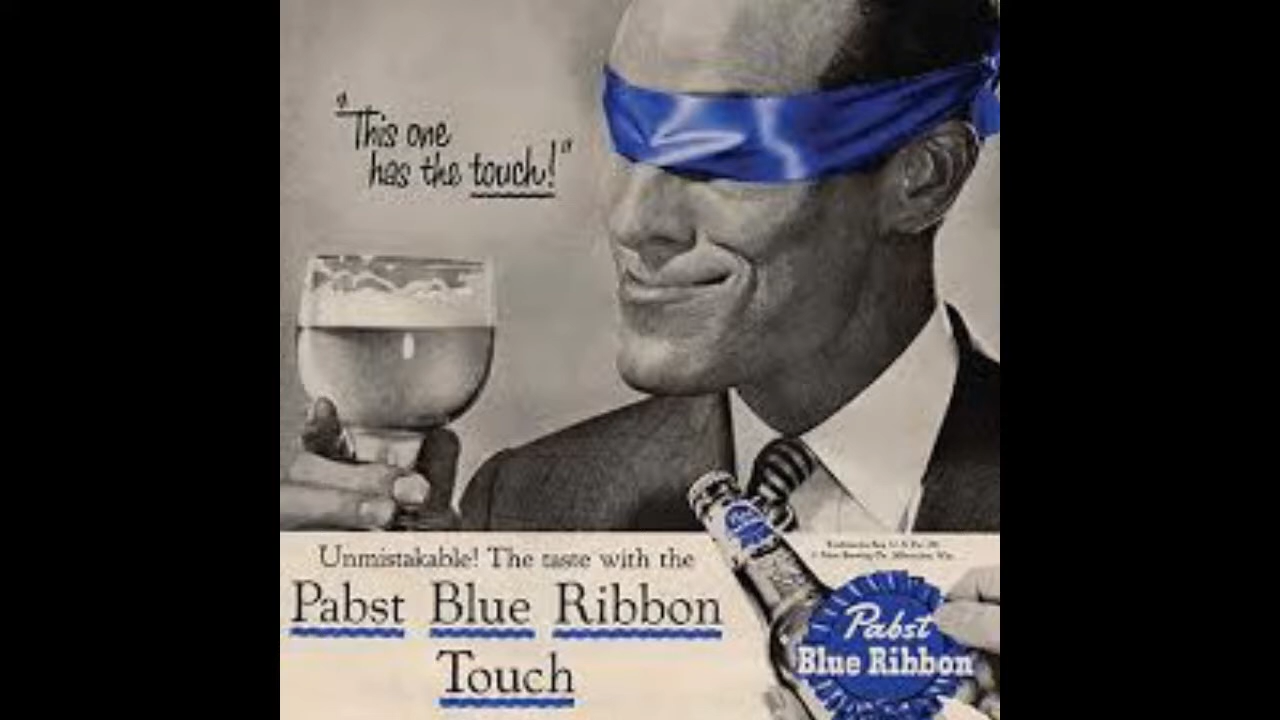 "This one
has the touch!"
Unmistakable! The taste with the
Pabst Blue Ribbon
Touch
Pabst
Blue Ribbon